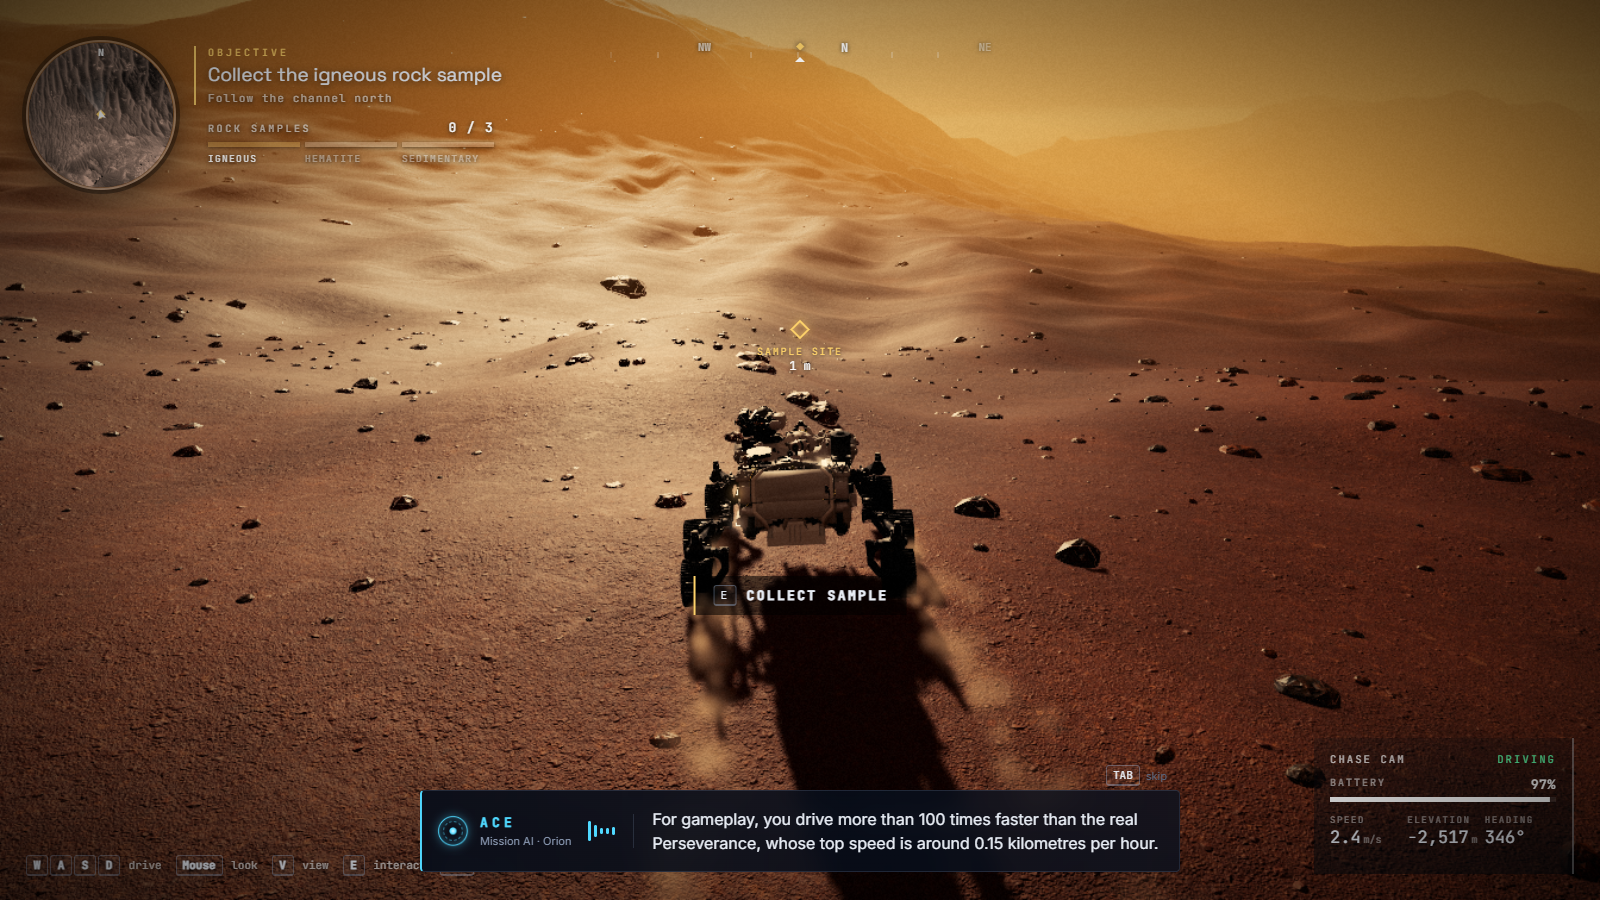 N
OBJECTIVE
Collect the igneous rock sample
Follow the channel north
ROCK SAMPLES 0 / 3
IGNEOUS HEMATITE SEDIMENTARY
NW N NE
SAMPLE SITE
1 m
E COLLECT SAMPLE
TAB skip
ACE
Mission AI · Orion
For gameplay, you drive more than 100 times faster than the real
Perseverance, whose top speed is around 0.15 kilometres per hour.
W A S D drive Mouse look V view E interac
CHASE CAM DRIVING
BATTERY 97%
SPEED ELEVATION HEADING
2.4 m/s -2,517 m 346°